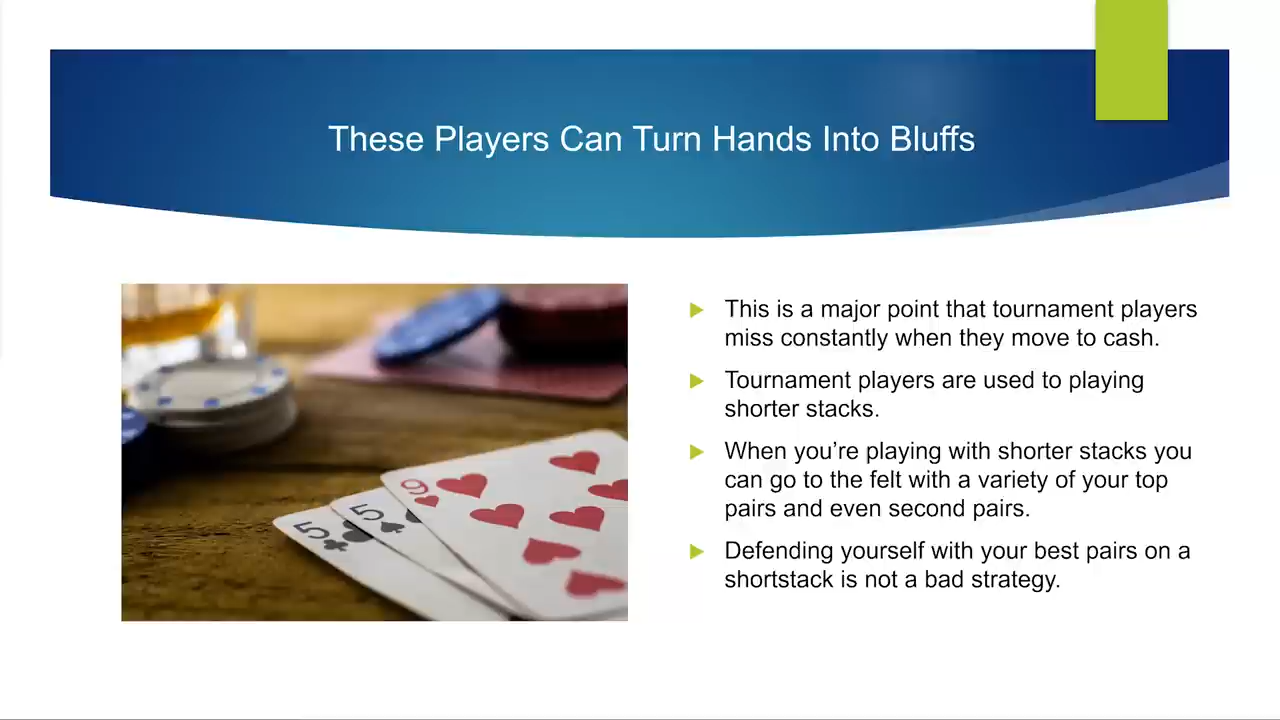 These Players Can Turn Hands Into Bluffs
This is a major point that tournament players
miss constantly when they move to cash.
Tournament players are used to playing
shorter stacks.
When you’re playing with shorter stacks you
can go to the felt with a variety of your top
pairs and even second pairs.
Defending yourself with your best pairs on a
shortstack is not a bad strategy.
5
5
9